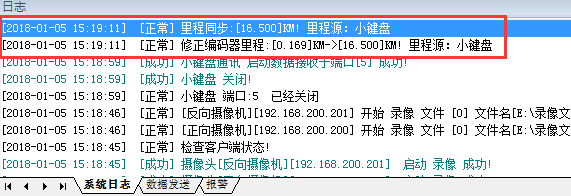 日志
[2018-01-05 15:19:11] [正常] 里程同步:[16.500]KM! 里程源: 小键盘
[2018-01-05 15:19:11] [正常] 修正编码器里程:[0.169]KM->[16.500]KM! 里程源: 小键盘
[2018-01-05 15:18:59] [成功] 小键盘通讯 启动数据接收于端口[5] 成功!
[2018-01-05 15:18:59] [成功] 小键盘 关闭!
[2018-01-05 15:18:59] [正常] 小键盘 端口:5 已经关闭
[2018-01-05 15:18:46] [正常] [反向摄像机][192.168.200.201] 开始 录像 文件 [0] 文件名[E:\录像文
[2018-01-05 15:18:46] [正常] [正向摄像机][192.168.200.200] 开始 录像 文件 [0] 文件名[E:\录像文
[2018-01-05 15:18:45] [正常] 检查客户端状态!
[2018-01-05 15:18:45] [成功] 摄像头[反向摄像机][192.168.200.201] 启动 录像 成功!
系统日志 数据发送 报警